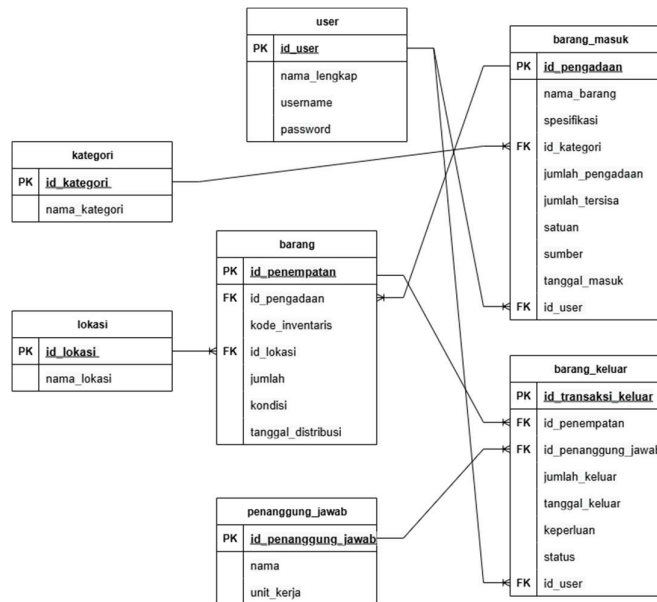 user
PK id_user
nama_lengkap
username
password
barang_masuk
PK id_pengadaan
nama_barang
spesifikasi
FK id_kategori
jumlah_pengadaan
jumlah_tersisa
satuan
sumber
tanggal_masuk
FK id_user
kategori
PK id_kategori
nama_kategori
barang
PK id_penempatan
FK id_pengadaan
kode_inventaris
FK id_lokasi
jumlah
kondisi
tanggal_distribusi
lokasi
PK id_lokasi
nama_lokasi
barang_keluar
PK id_transaksi_keluar
FK id_penempatan
FK id_penanggung_jawab
jumlah_keluar
tanggal_keluar
keperluan
status
FK id_user
penanggung_jawab
PK id_penanggung_jawab
nama
unit_kerja